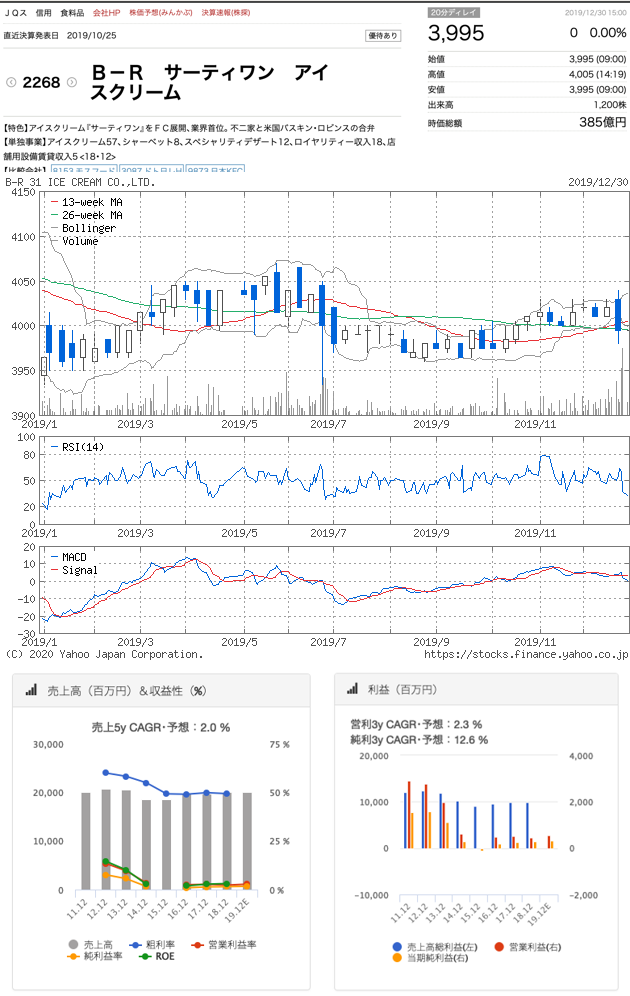 ＪＱス 信用 食料品 会社HP 株価予想(みんかぶ) 決算速報(株探)
20分ディレイ 2019/12/30 15:00
3,995 0 0.00%
直近決算発表日 2019/10/25 優待あり
2268 Ｂ－Ｒ サーティワン アイスクリーム
始値 3,995 (09:00)
高値 4,005 (14:19)
安値 3,995 (09:00)
出来高 1,200株
時価総額 385億円
【特色】アイスクリーム『サーティワン』をＦＣ展開、業界首位。不二家と米国バスキン・ロビンスの合弁
【単独事業】アイスクリーム57、シャーベット8、スペシャリティデザート12、ロイヤリティー収入18、店
舗用設備賃貸収入5 <18・12>
【比較会社】 8153 モスフード 3087 ドトル日レH 9873 日本KFC
B-R 31 ICE CREAM CO.,LTD. 2019/12/30
4150
4100
4050
4000
3950
3900
13-week MA
26-week MA
Bollinger
Volume
2019/1 2019/3 2019/5 2019/7 2019/9 2019/11
100
80
50
20
0
RSI(14)
2019/1 2019/3 2019/5 2019/7 2019/9 2019/11
20
10
0
-10
-20
-30
MACD
Signal
2019/1 2019/3 2019/5 2019/7 2019/9 2019/11
(C) 2020 Yahoo Japan Corporation. https://stocks.finance.yahoo.co.jp
売上高（百万円）＆収益性（%）
売上5y CAGR・予想：2.0 %
30,000 75 %
20,000 50 %
10,000 25 %
0 0 %
11.12 12.12 13.12 14.12 15.12 16.12 17.12 18.12 19.12E
売上高 粗利率 営業利益率
純利益率 ROE
利益（百万円）
営利3y CAGR・予想：2.3 %
純利3y CAGR・予想：12.6 %
20,000 4,000
10,000 2,000
0 0
-10,000 -2,000
11.12 12.12 13.12 14.12 15.12 16.12 17.12 18.12 19.12E
売上高総利益(左) 営業利益(右)
当期純利益(右)